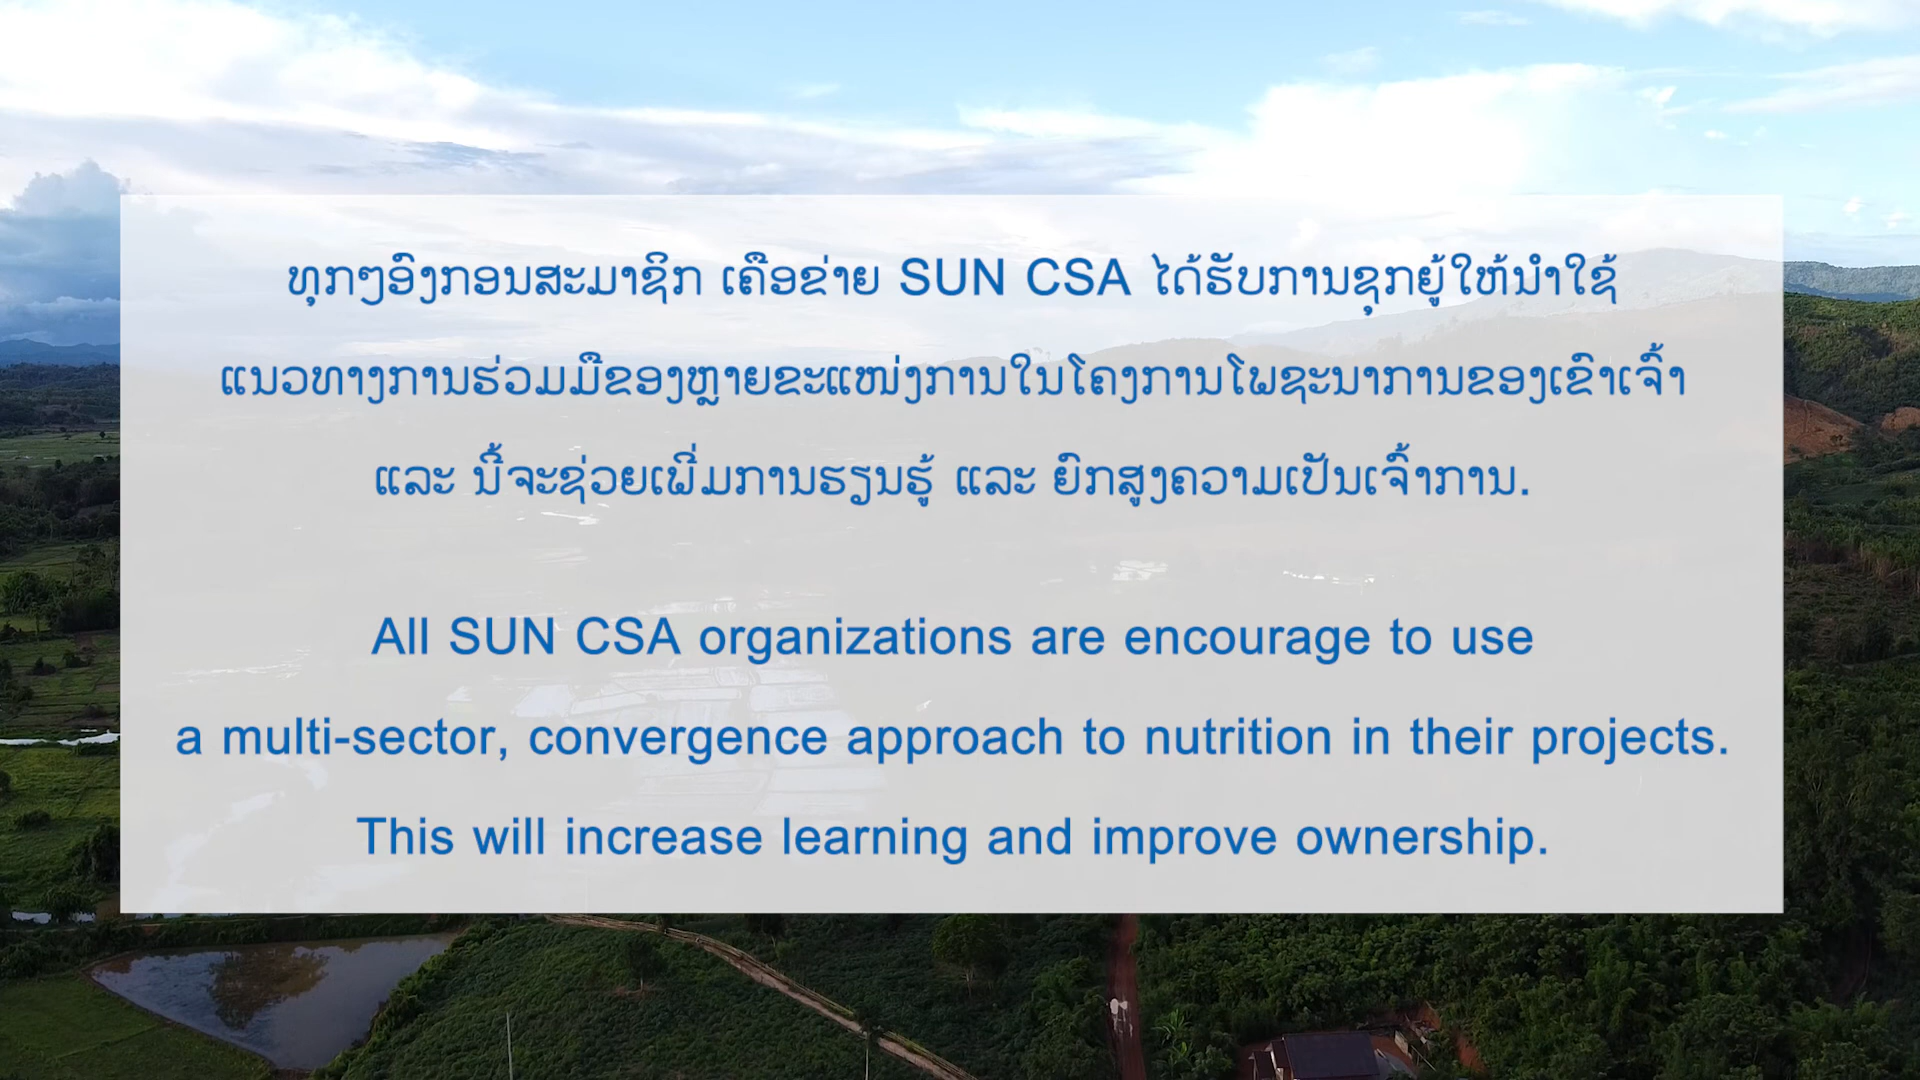 ທຸກໆອົງກອນສະມາຊິກ ເຄືອຂ່າຍ SUN CSA ໄດ້ຮັບການຊຸກຍູ້ໃຫ້ນຳໃຊ້
ແນວທາງການຮ່ວມມືຂອງຫຼາຍຂະແໜ່ງການໃນໂຄງການໂພຊະນາການຂອງເຂົາເຈົ້າ
ແລະ ນີ້ຈະຊ່ວຍເພີ່ມການຮຽນຮູ້ ແລະ ຍົກສູງຄວາມເປັນເຈົ້າການ.
All SUN CSA organizations are encourage to use
a multi-sector, convergence approach to nutrition in their projects.
This will increase learning and improve ownership.